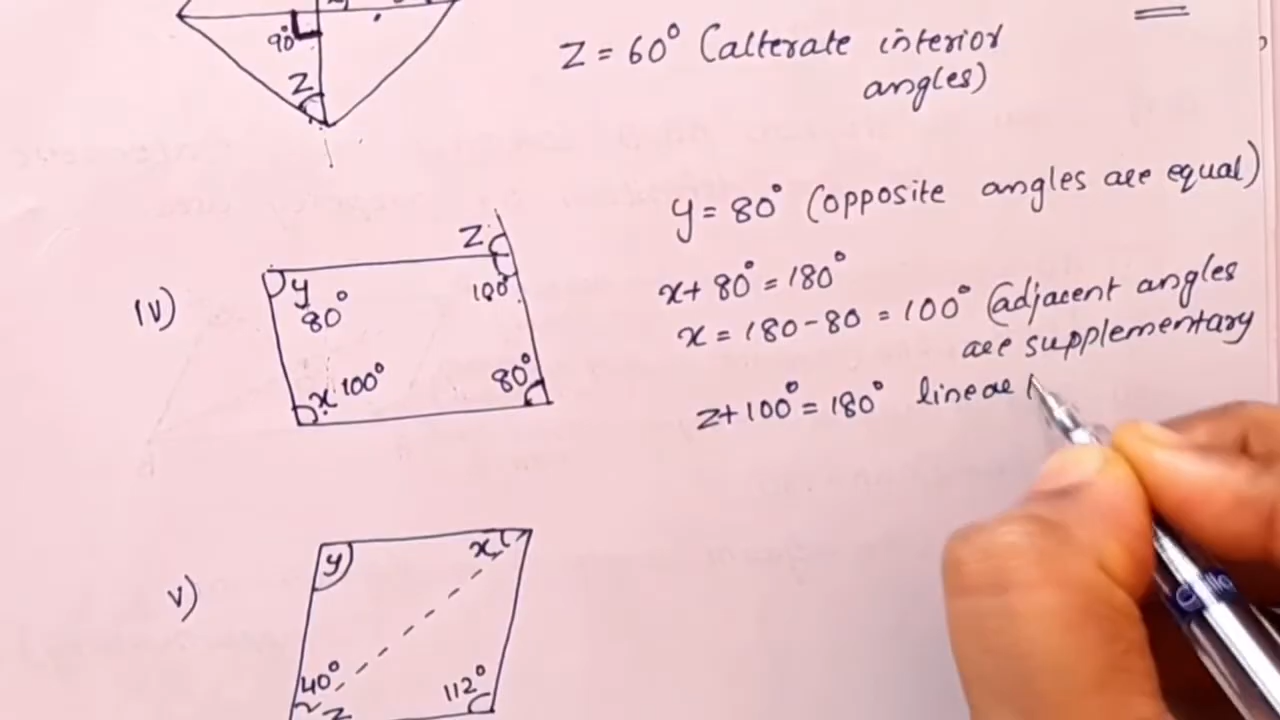 90°
Z
Z = 60° (alterate interior
angles)
y = 80° (opposite angles are equal)
iv)
Z
y
80°
100°
x 100°
80°
x + 80° = 180°
x = 180 - 80 = 100° (adjacent angles
are supplementary
z + 100° = 180° linear
v)
y
x
40°
z
112°